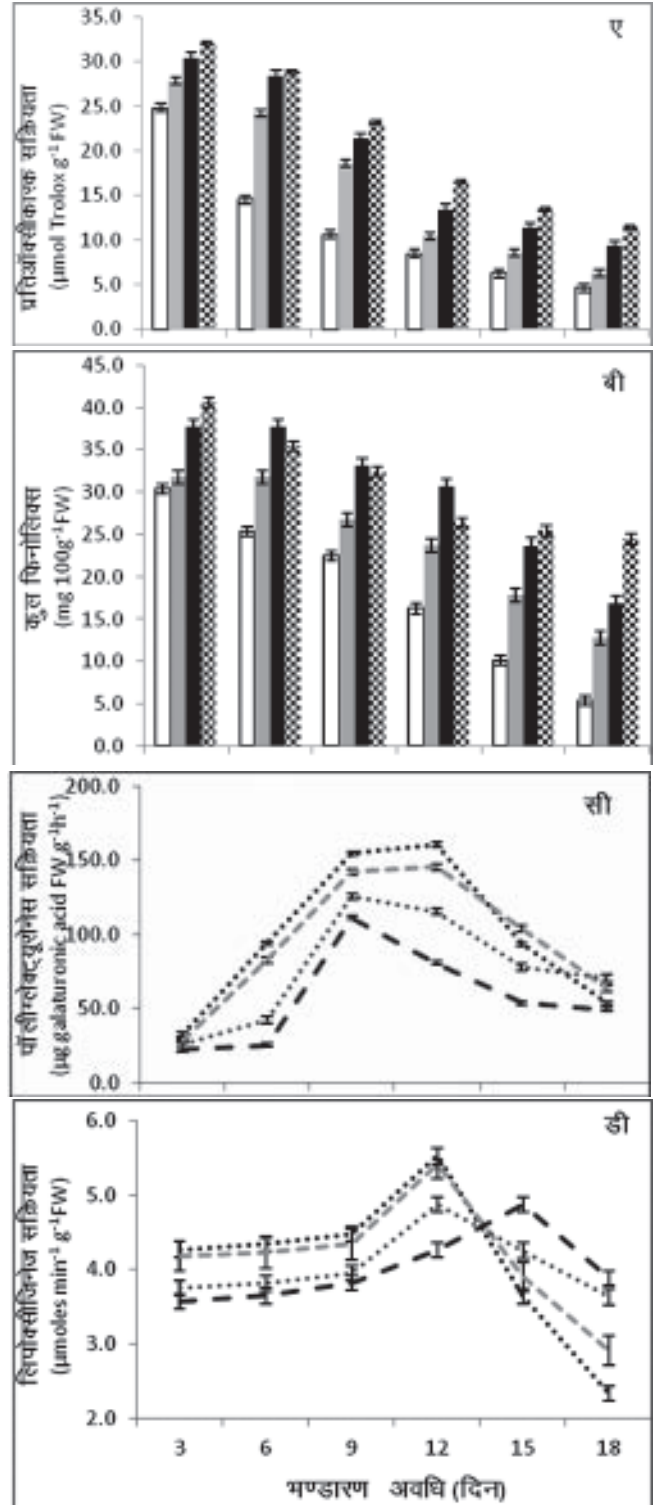 ए
प्रतिऑक्सीकारक सक्रियता
(µmol Trolox g-1 FW)
35.0
30.0
25.0
20.0
15.0
10.0
5.0
0.0
बी
कुल फिनोलिक्स
(mg 100g-1FW)
45.0
40.0
35.0
30.0
25.0
20.0
15.0
10.0
5.0
0.0
सी
पॉलीग्लेक्ट्यूरोनेस सक्रियता
(µg galaturonic acid FW g-1h-1)
200.0
150.0
100.0
50.0
0.0
डी
लिपोक्सीजिनेज सक्रियता
(µmoles min-1 g-1FW)
6.0
5.0
4.0
3.0
2.0
3 6 9 12 15 18
भण्डारण अवधि (दिन)